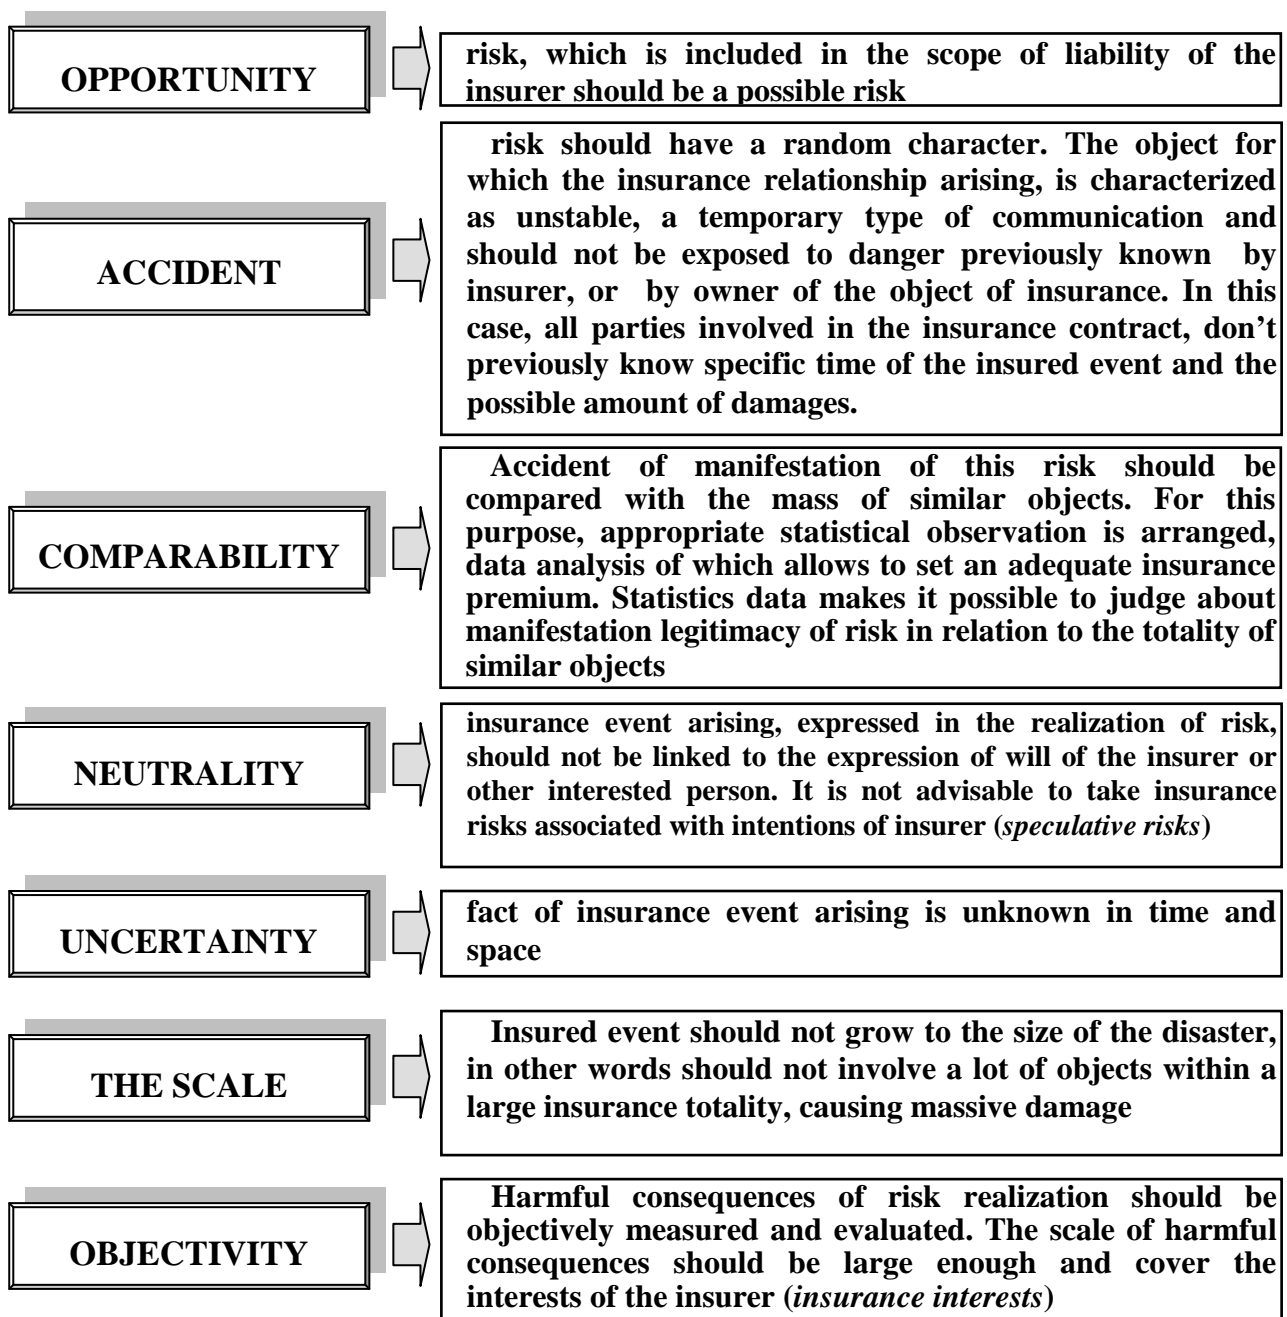 OPPORTUNITY
risk, which is included in the scope of liability of the
insurer should be a possible risk
ACCIDENT
risk should have a random character. The object for
which the insurance relationship arising, is characterized
as unstable, a temporary type of communication and
should not be exposed to danger previously known by
insurer, or by owner of the object of insurance. In this
case, all parties involved in the insurance contract, don’t
previously know specific time of the insured event and the
possible amount of damages.
COMPARABILITY
Accident of manifestation of this risk should be
compared with the mass of similar objects. For this
purpose, appropriate statistical observation is arranged,
data analysis of which allows to set an adequate insurance
premium. Statistics data makes it possible to judge about
manifestation legitimacy of risk in relation to the totality of
similar objects
NEUTRALITY
insurance event arising, expressed in the realization of risk,
should not be linked to the expression of will of the insurer or
other interested person. It is not advisable to take insurance
risks associated with intentions of insurer (speculative risks)
UNCERTAINTY
fact of insurance event arising is unknown in time and
space
THE SCALE
Insured event should not grow to the size of the disaster,
in other words should not involve a lot of objects within a
large insurance totality, causing massive damage
OBJECTIVITY
Harmful consequences of risk realization should be
objectively measured and evaluated. The scale of harmful
consequences should be large enough and cover the
interests of the insurer (insurance interests)